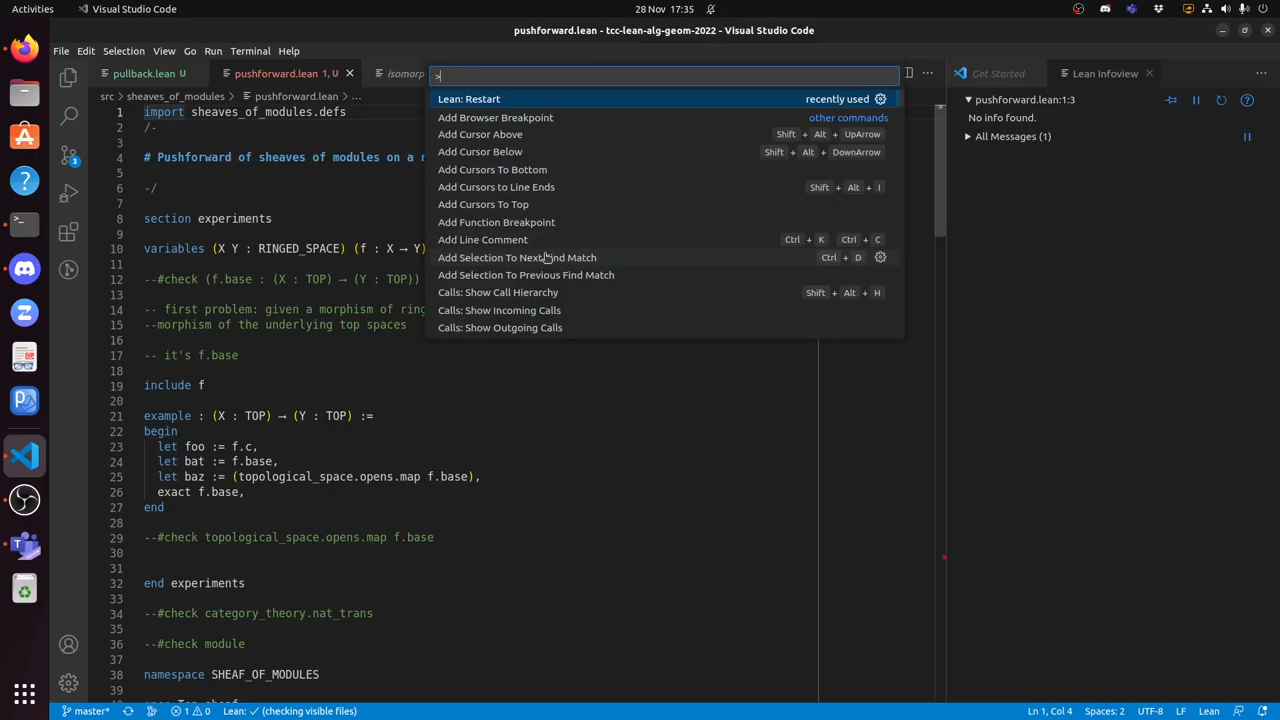 Activities
Visual Studio Code
28 Nov 17:35
pushforward.lean - tcc-lean-alg-geom-2022 - Visual Studio Code
File Edit Selection View Go Run Terminal Help
pullback.lean U
pushforward.lean 1, U
isomorp
Get Started
Lean Infoview
src > sheaves_of_modules > pushforward.lean > ...
>
Lean: Restart recently used
Add Browser Breakpoint other commands
Add Cursor Above Shift + Alt + UpArrow
Add Cursor Below Shift + Alt + DownArrow
Add Cursors To Bottom
Add Cursors to Line Ends Shift + Alt + I
Add Cursors To Top
Add Function Breakpoint
Add Line Comment Ctrl + K Ctrl + C
Add Selection To Next Find Match Ctrl + D
Add Selection To Previous Find Match
Calls: Show Call Hierarchy Shift + Alt + H
Calls: Show Incoming Calls
Calls: Show Outgoing Calls
1 import sheaves_of_modules.defs
2 /-
3
4 # Pushforward of sheaves of modules on a r
5
6 -/
7
8 section experiments
9
10 variables (X Y : RINGED_SPACE) (f : X ⟶ Y)
11
12 --#check (f.base : (X : TOP) ⟶ (Y : TOP))
13
14 -- first problem: given a morphism of ring
15 --morphism of the underlying top spaces
16
17 -- it's f.base
18
19 include f
20
21 example : (X : TOP) ⟶ (Y : TOP) :=
22 begin
23 let foo := f.c,
24 let bat := f.base,
25 let baz := (topological_space.opens.map f.base),
26 exact f.base,
27 end
28
29 --#check topological_space.opens.map f.base
30
31
32 end experiments
33
34 --#check category_theory.nat_trans
35
36 --#check module
37
38 namespace SHEAF_OF_MODULES
39
pushforward.lean:1:3
No info found.
All Messages (1)
3
master* 1 0 Lean: ✓ (checking visible files)
Ln 1, Col 4 Spaces: 2 UTF-8 LF Lean